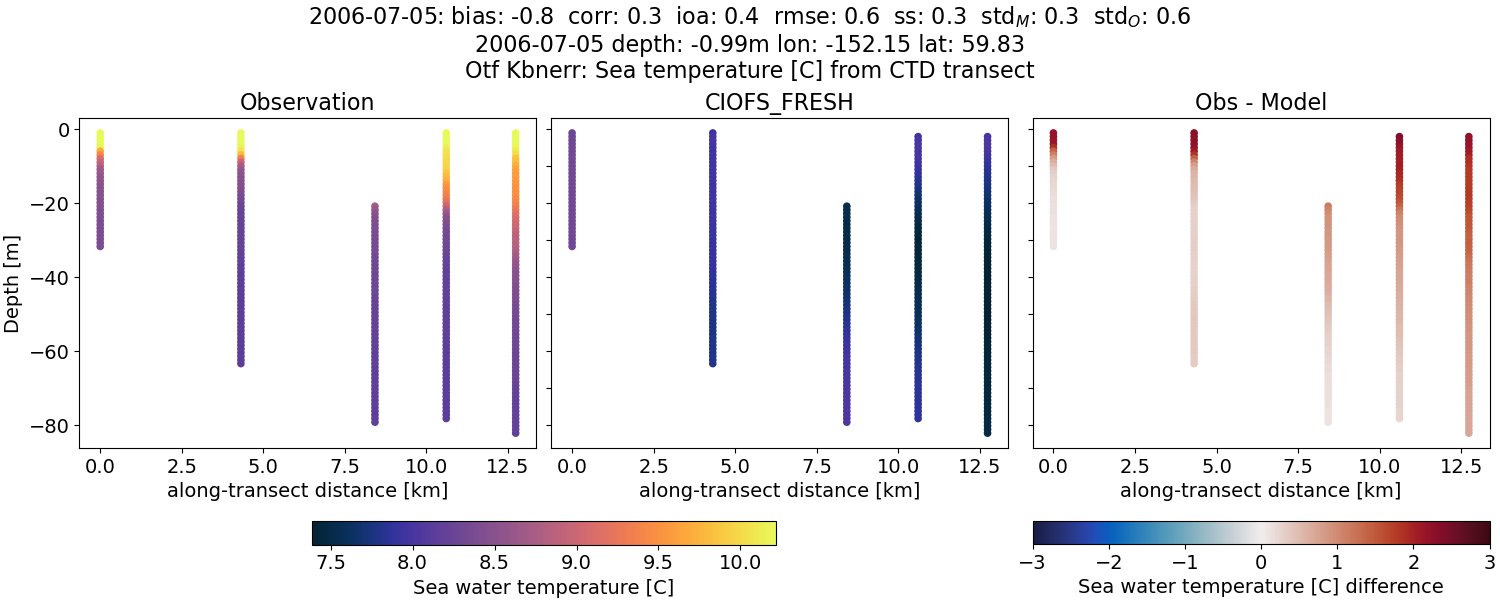 2006-07-05: bias: -0.8 corr: 0.3 ioa: 0.4 rmse: 0.6 ss: 0.3 std_M: 0.3 std_O: 0.6
2006-07-05 depth: -0.99m lon: -152.15 lat: 59.83
Otf Kbnerr: Sea temperature [C] from CTD transect
Observation
CIOFS_FRESH
Obs - Model
Depth [m]
0
−20
−40
−60
−80
0.0 2.5 5.0 7.5 10.0 12.5
along-transect distance [km]
0.0 2.5 5.0 7.5 10.0 12.5
along-transect distance [km]
0.0 2.5 5.0 7.5 10.0 12.5
along-transect distance [km]
7.5 8.0 8.5 9.0 9.5 10.0
Sea water temperature [C]
−3 −2 −1 0 1 2 3
Sea water temperature [C] difference